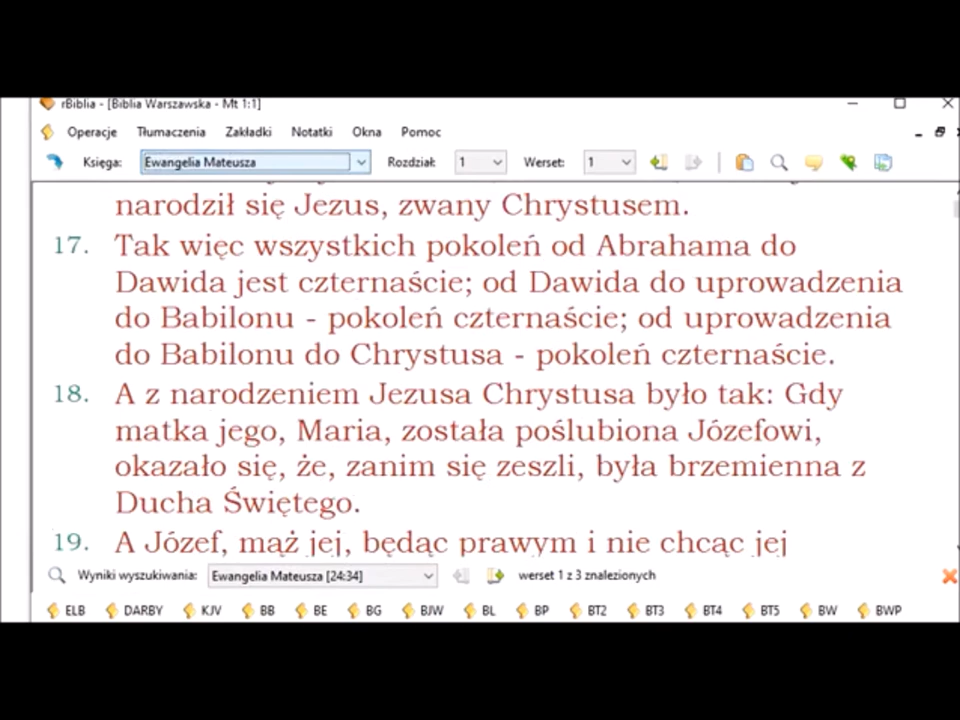 rBiblia - [Biblia Warszawska - Mt 1:1]
Operacje Tłumaczenia Zakładki Notatki Okna Pomoc
Księga: Ewangelia Mateusza Rozdział: 1 Werset: 1
narodził się Jezus, zwany Chrystusem.
17. Tak więc wszystkich pokoleń od Abrahama do
Dawida jest czternaście; od Dawida do uprowadzenia
do Babilonu - pokoleń czternaście; od uprowadzenia
do Babilonu do Chrystusa - pokoleń czternaście.
18. A z narodzeniem Jezusa Chrystusa było tak: Gdy
matka jego, Maria, została poślubiona Józefowi,
okazało się, że, zanim się zeszli, była brzemienna z
Ducha Świętego.
19. A Józef, mąż jej, będąc prawym i nie chcąc jej
Wyniki wyszukiwania: Ewangelia Mateusza [24:34] werset 1 z 3 znalezionych
ELB DARBY KJV BB BE BG BJW BL BP BT2 BT3 BT4 BT5 BW BWP